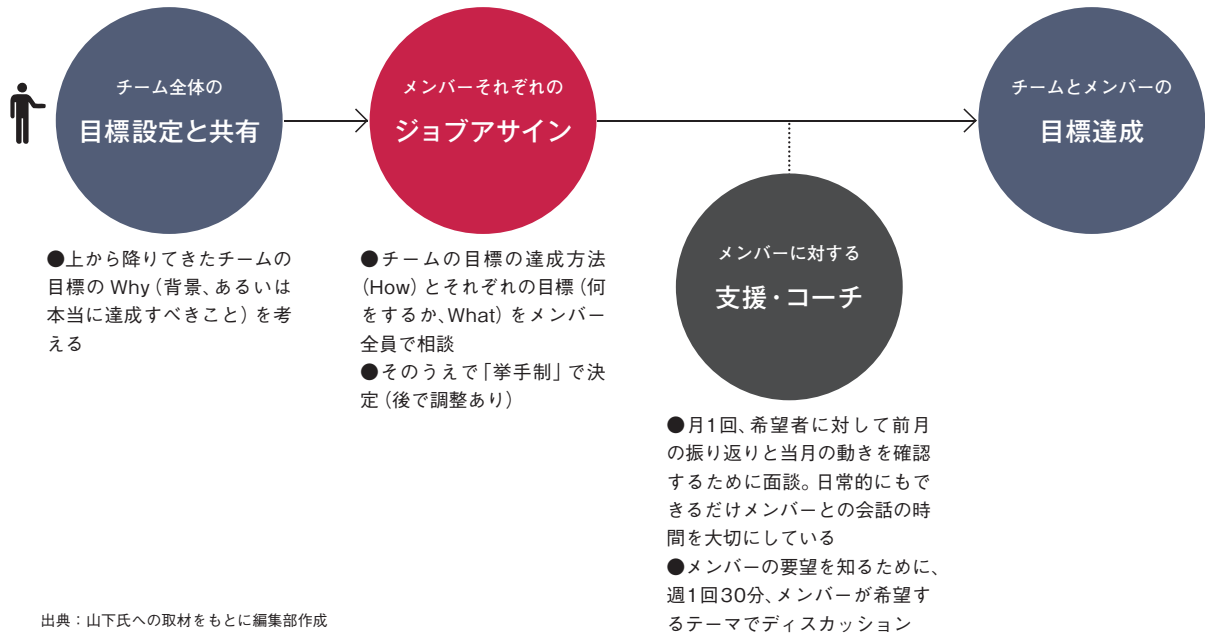 チーム全体の
目標設定と共有
メンバーそれぞれの
ジョブアサイン
チームとメンバーの
目標達成
●上から降りてきたチームの
目標の Why（背景、あるいは
本当に達成すべきこと）を考
える
●チームの目標の達成方法
（How）とそれぞれの目標（何
をするか、What）をメンバー
全員で相談
●そのうえで「挙手制」で決
定（後で調整あり）
メンバーに対する
支援・コーチ
●月1回、希望者に対して前月
の振り返りと当月の動きを確認
するために面談。日常的にもで
きるだけメンバーとの会話の時
間を大切にしている
●メンバーの要望を知るために、
週1回30分、メンバーが希望す
るテーマでディスカッション
出典：山下氏への取材をもとに編集部作成